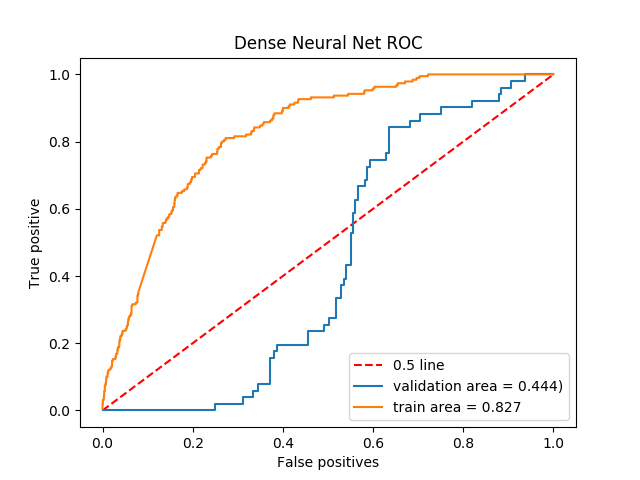 Dense Neural Net ROC
1.0
0.8
0.6
0.4
0.2
0.0
True positive
0.5 line
validation area = 0.444)
train area = 0.827
0.0 0.2 0.4 0.6 0.8 1.0
False positives